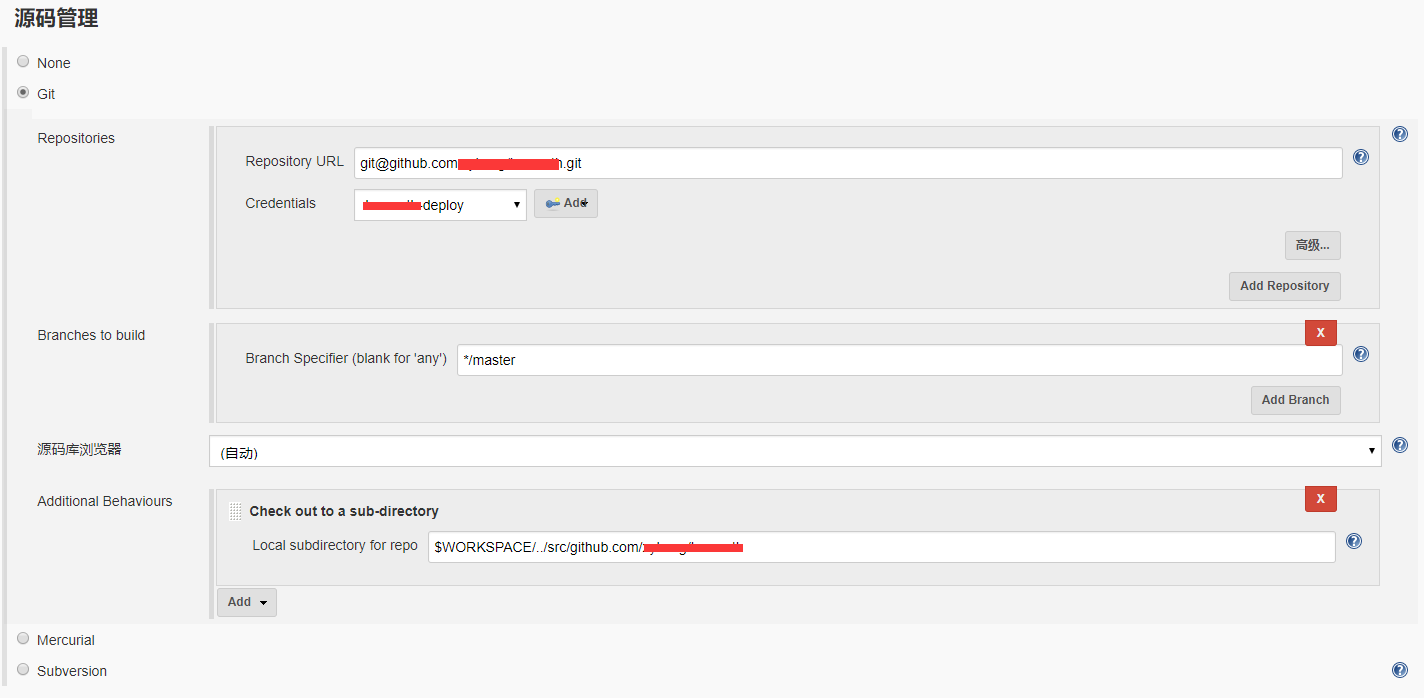 源码管理
None
Git
Repositories
Repository URL git@github.com .git
Credentials deploy Add
高级...
Add Repository
Branches to build
X
Branch Specifier (blank for 'any') */master
Add Branch
源码库浏览器 (自动)
Additional Behaviours
X
Check out to a sub-directory
Local subdirectory for repo $WORKSPACE/../src/github.com/
Add
Mercurial
Subversion